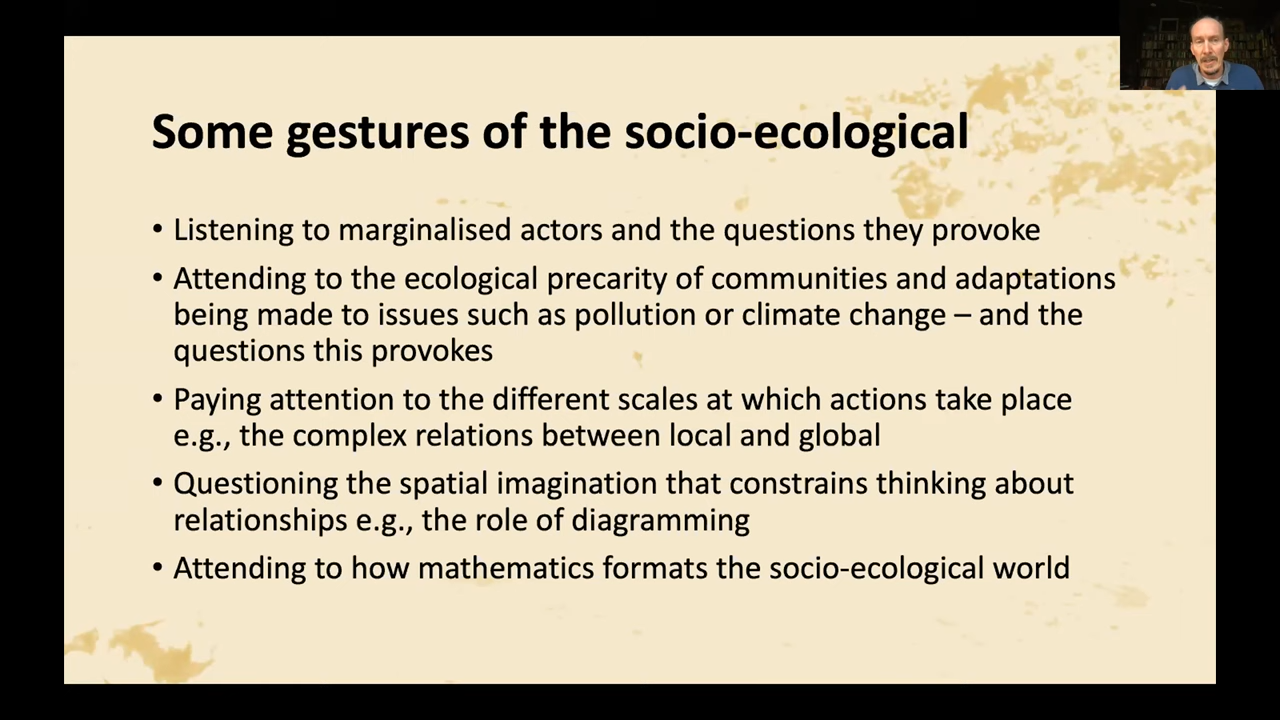 Some gestures of the socio-ecological
• Listening to marginalised actors and the questions they provoke
• Attending to the ecological precarity of communities and adaptations
being made to issues such as pollution or climate change – and the
questions this provokes
• Paying attention to the different scales at which actions take place
e.g., the complex relations between local and global
• Questioning the spatial imagination that constrains thinking about
relationships e.g., the role of diagramming
• Attending to how mathematics formats the socio-ecological world